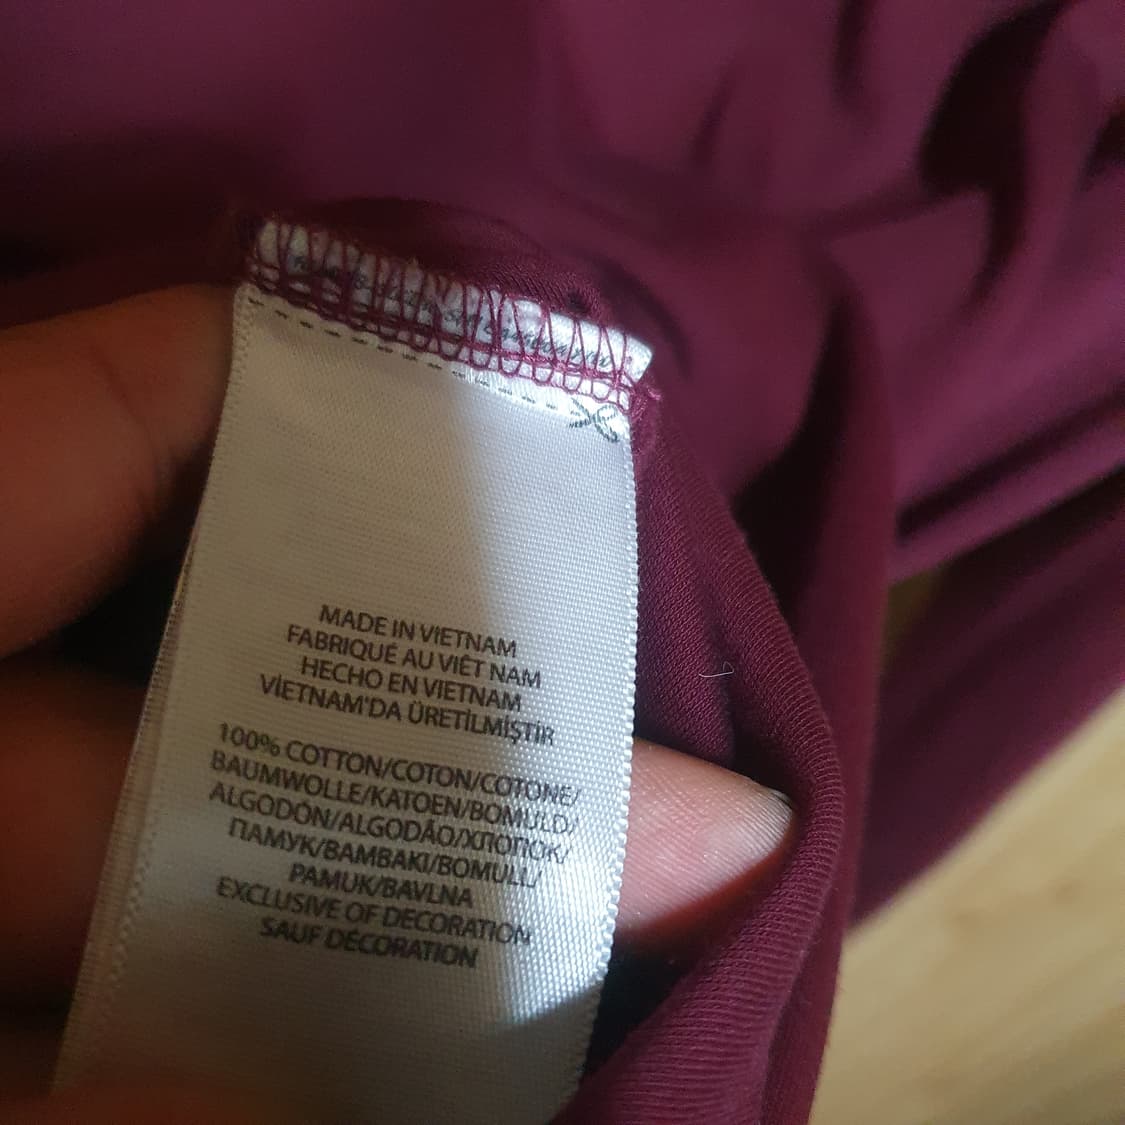 MADE IN VIETNAM
FABRIQUÉ AU VIÊT NAM
HECHO EN VIETNAM
VİETNAM'DA ÜRETİLMİŞTİR
100% COTTON/COTON/COTONE/
BAUMWOLLE/KATOEN/BOMULD/
ALGODÓN/ALGODÃO/ХЛОПОК/
ПАМУК/BAMBAKI/BOMULL/
PAMUK/BAVLNA
EXCLUSIVE OF DECORATION
SAUF DÉCORATION